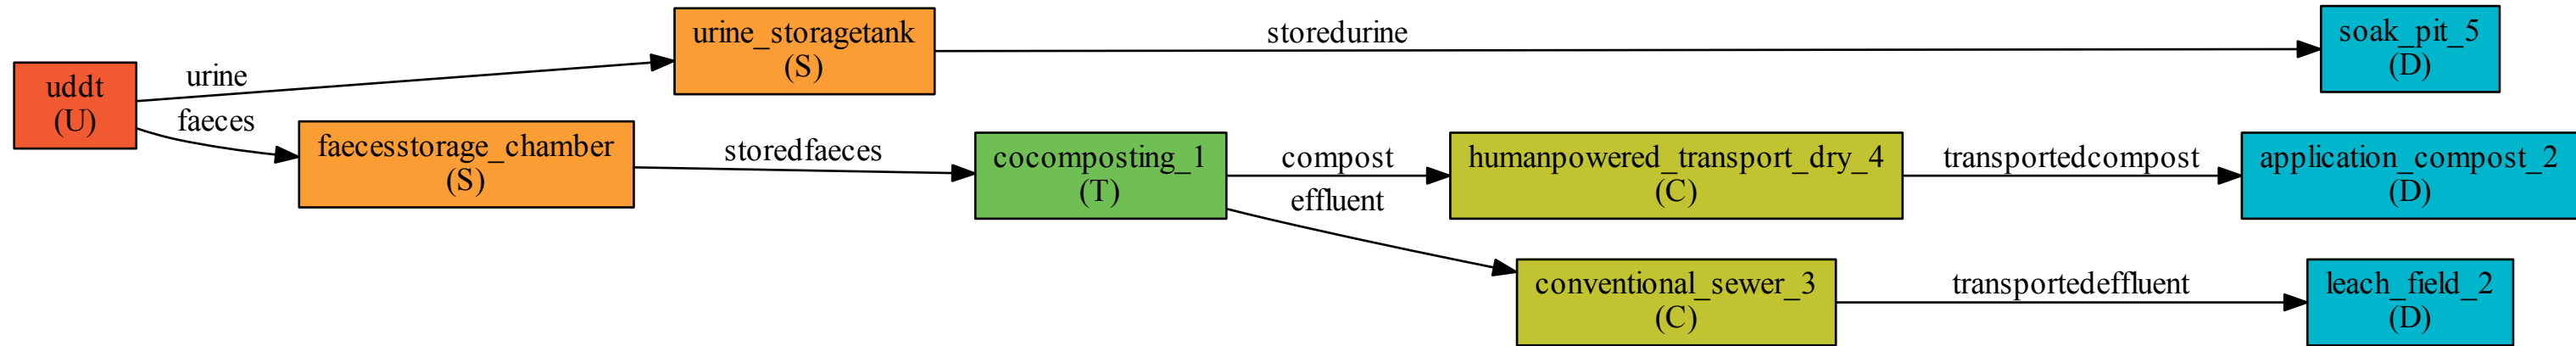 uddt
(U)
urine
faeces
urine_storagetank
(S)
storedurine
soak_pit_5
(D)
faecesstorage_chamber
(S)
storedfaeces
cocomposting_1
(T)
compost
effluent
humanpowered_transport_dry_4
(C)
transportedcompost
application_compost_2
(D)
conventional_sewer_3
(C)
transportedeffluent
leach_field_2
(D)